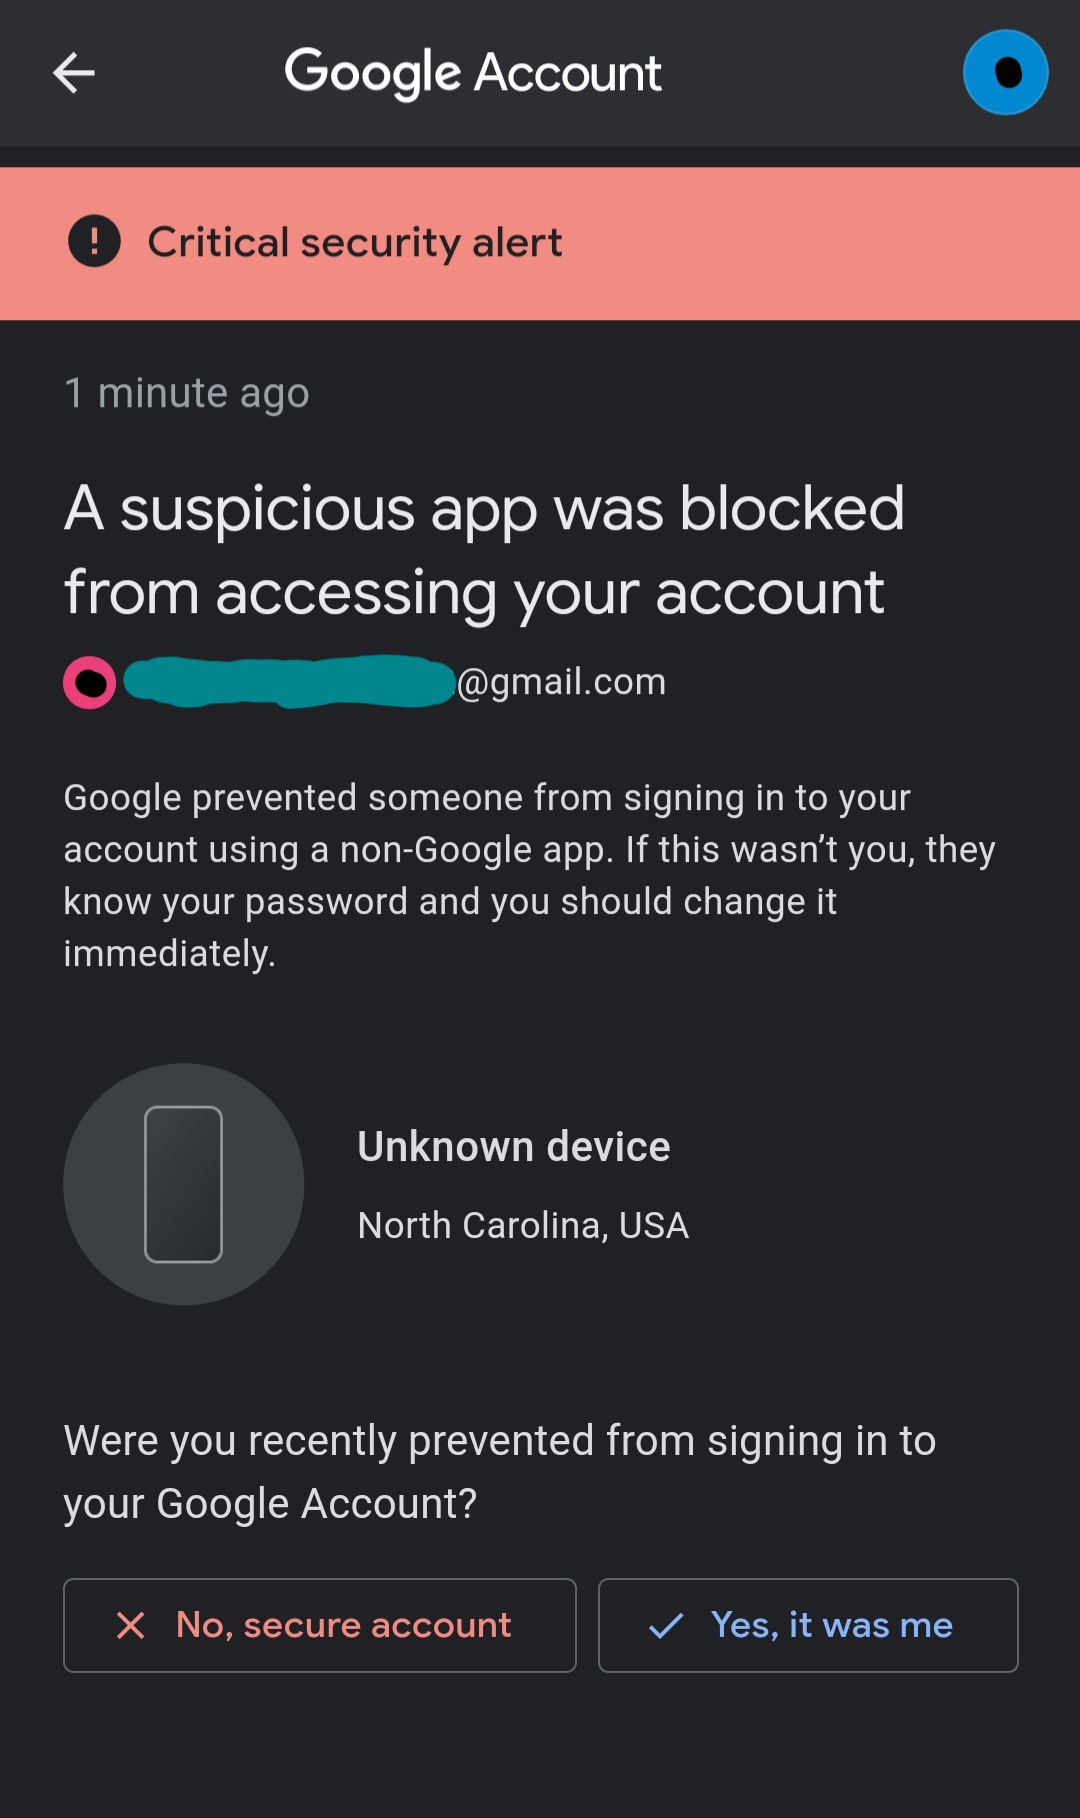 Google Account
Critical security alert
1 minute ago
A suspicious app was blocked
from accessing your account
@gmail.com
Google prevented someone from signing in to your
account using a non-Google app. If this wasn’t you, they
know your password and you should change it
immediately.
Unknown device
North Carolina, USA
Were you recently prevented from signing in to
your Google Account?
No, secure account
Yes, it was me